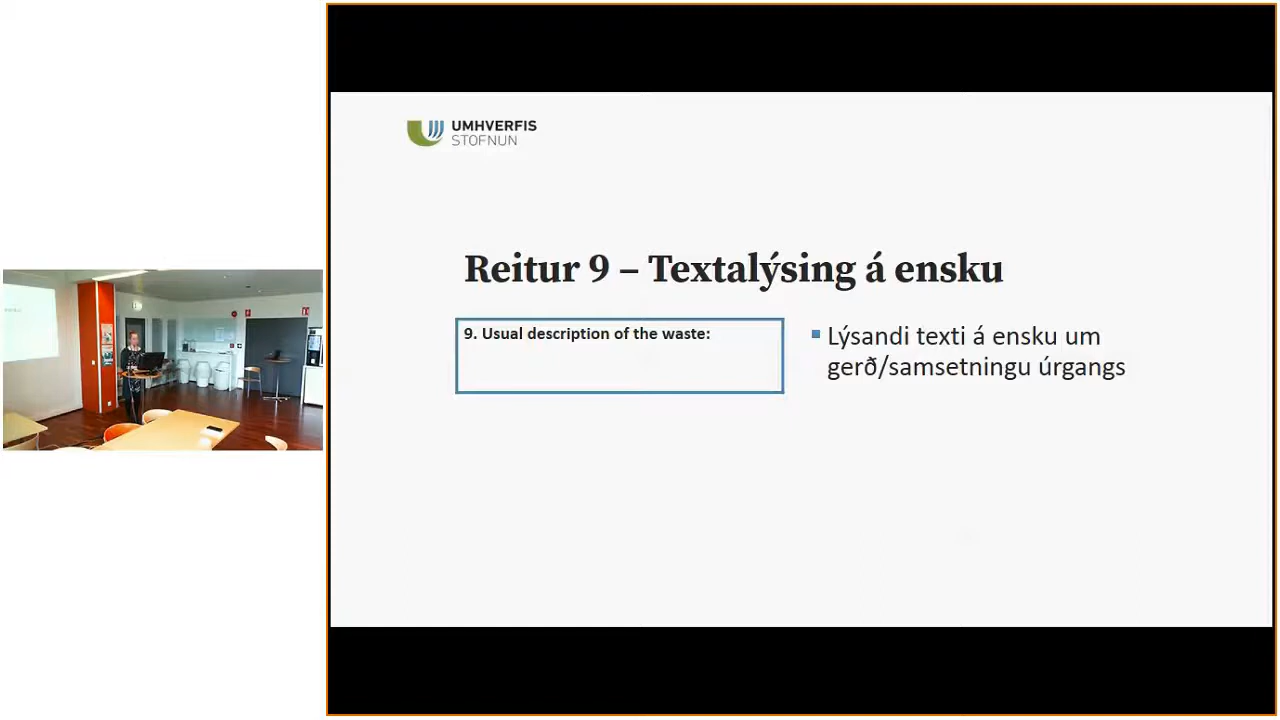 UMHVERFIS
STOFNUN
Reitur 9 – Textalýsing á ensku
9. Usual description of the waste:
▪ Lýsandi texti á ensku um
gerð/samsetningu úrgangs